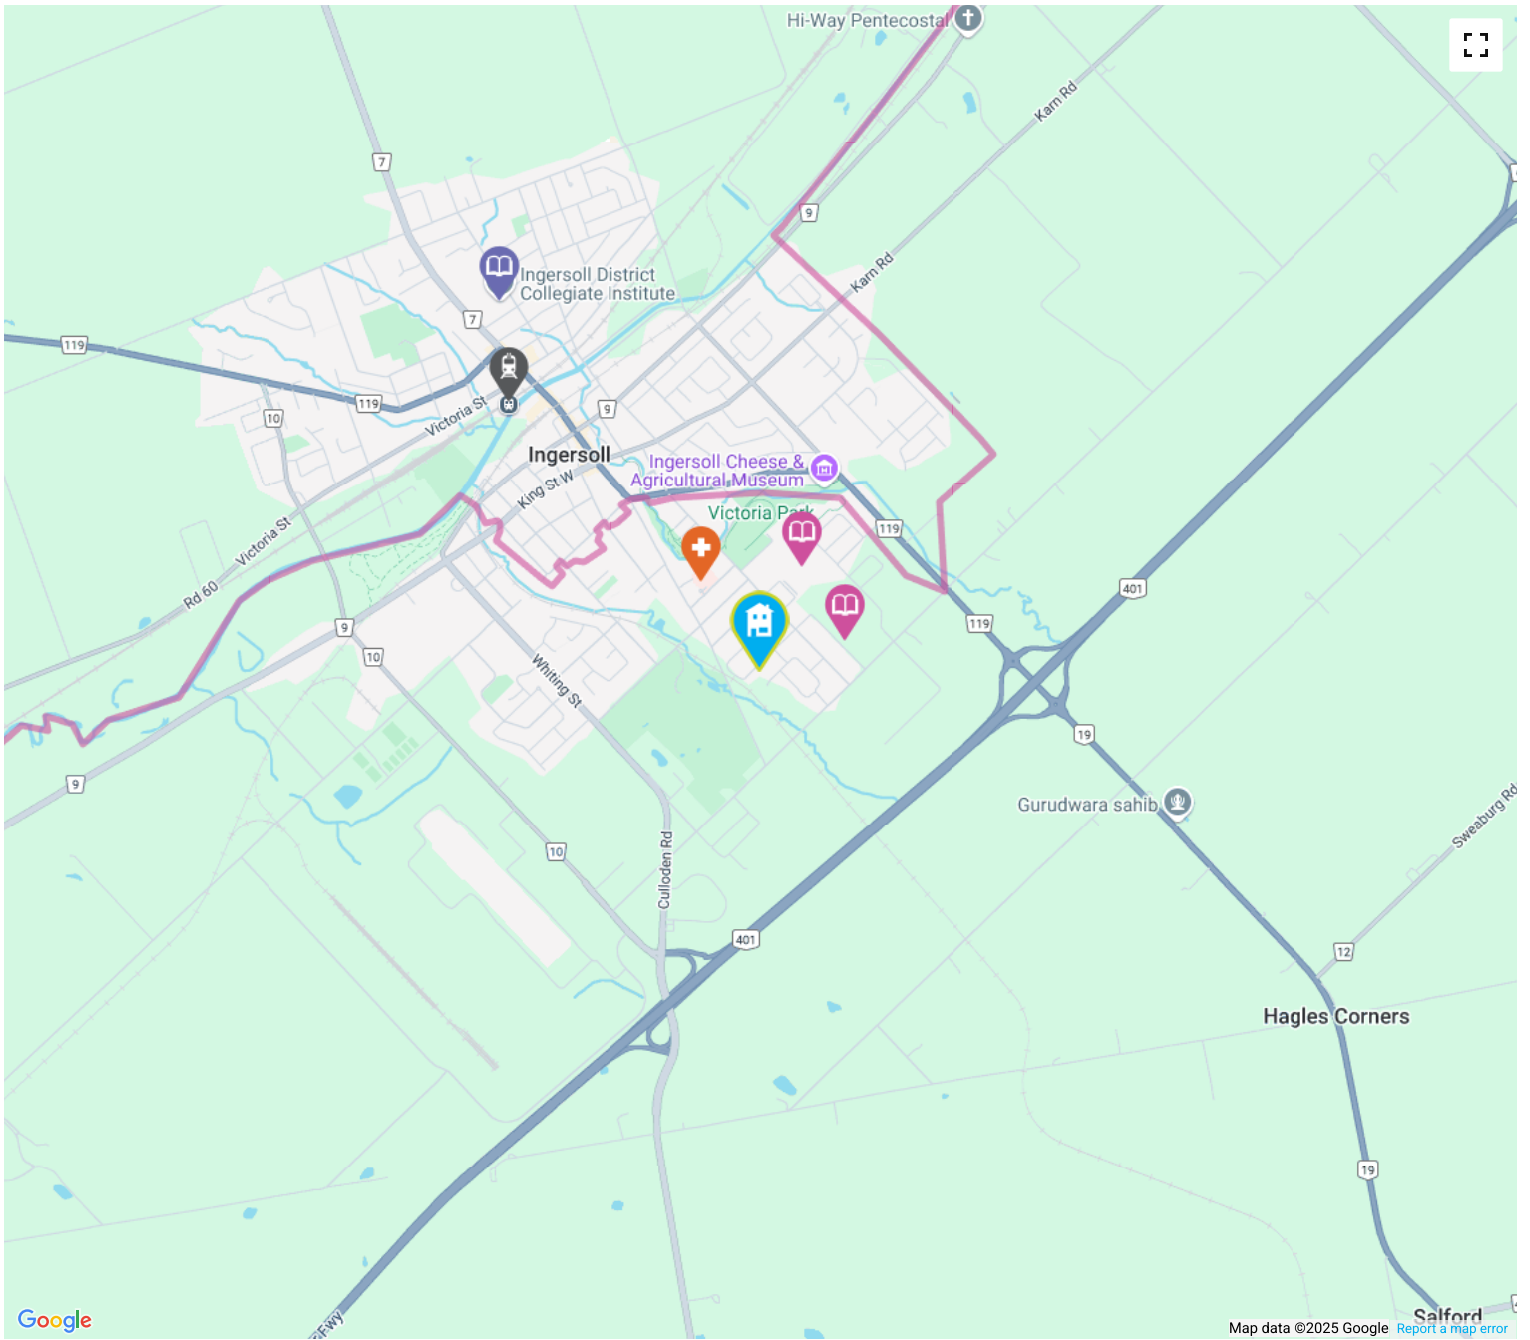 Hi-Way Pentecostal
Karn Rd
7
9
Karn Rd
Ingersoll District
Collegiate Institute
7
119
119
10
Victoria St
9
Ingersoll
Ingersoll Cheese &
Agricultural Museum
King St W
Victoria Park
119
Victoria St
401
Rd 60
9
119
10
Whiting St
19
9
Gurudwara sahib
Sweaburg Rd
10
Culloden Rd
401
12
Hagles Corners
19
Fwy
Salford
Google
Map data ©2025 Google
Report a map error